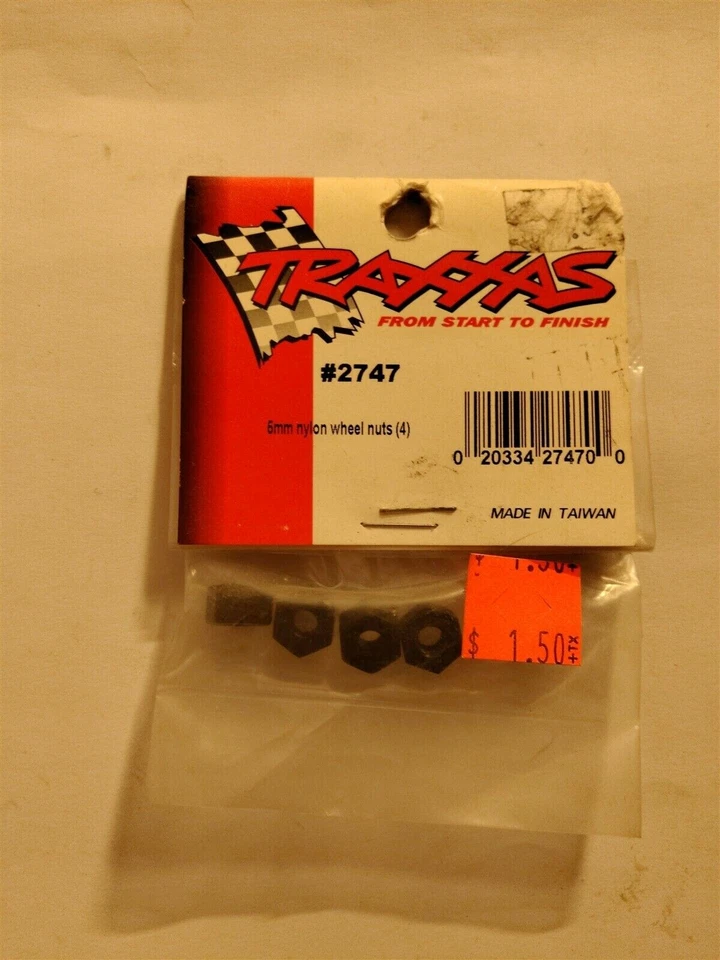 TRAXXAS
FROM START TO FINISH
#2747
nylon wheel nuts (4)
0 20334 27470 0
MADE IN TAIWAN
$ 1.50+TX